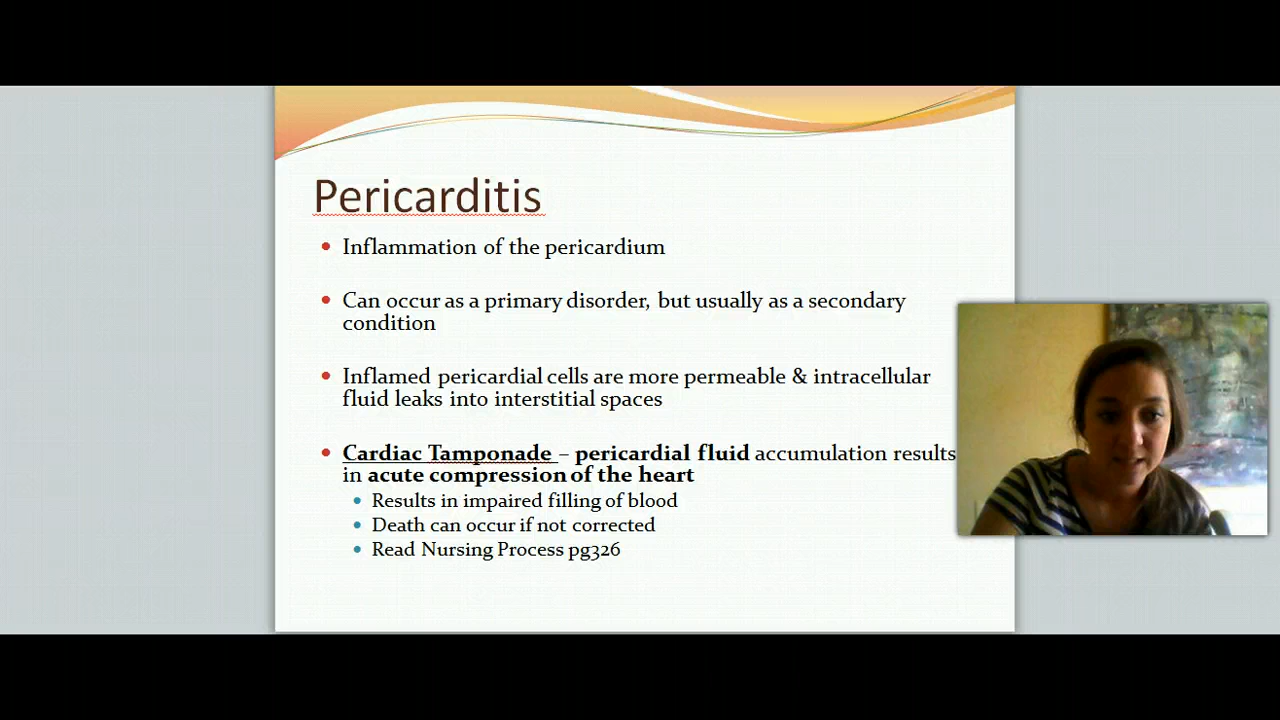 Pericarditis
Inflammation of the pericardium
Can occur as a primary disorder, but usually as a secondary
condition
Inflamed pericardial cells are more permeable & intracellular
fluid leaks into interstitial spaces
Cardiac Tamponade – pericardial fluid accumulation results
in acute compression of the heart
Results in impaired filling of blood
Death can occur if not corrected
Read Nursing Process pg326